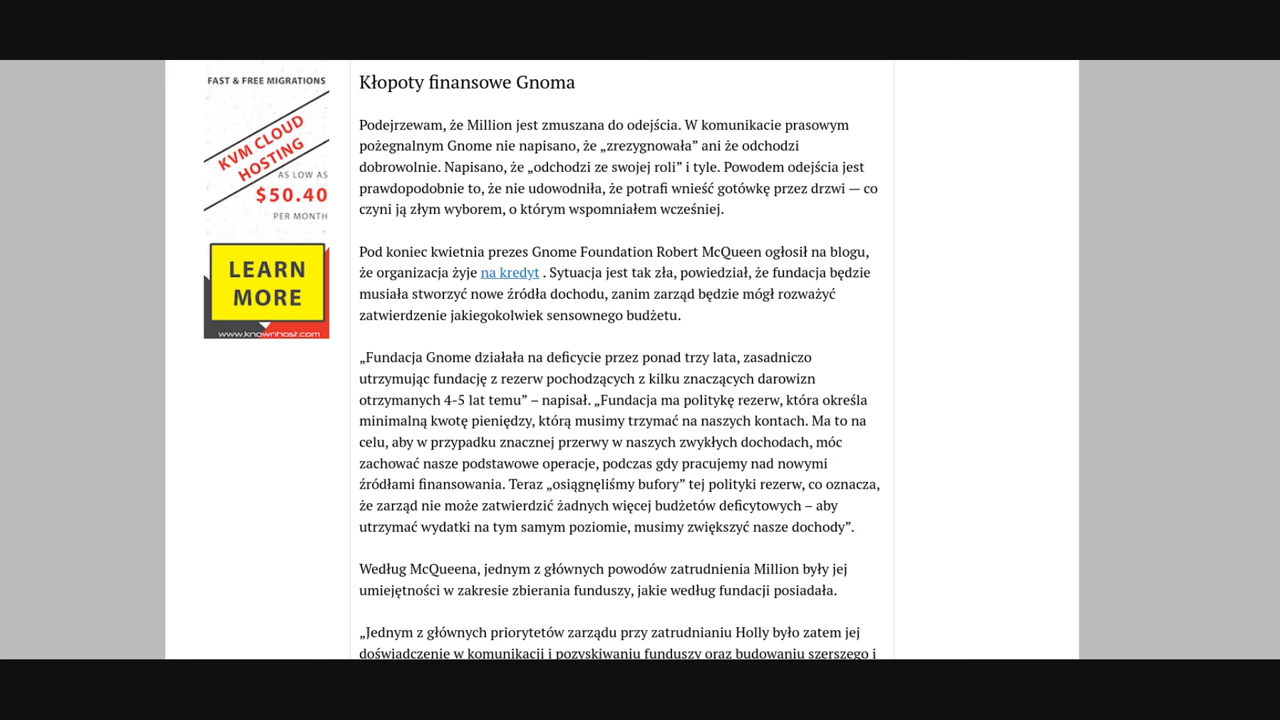 FAST & FREE MIGRATIONS
KVM CLOUD
HOSTING
AS LOW AS
$50.40
PER MONTH
LEARN
MORE
www.knownhost.com
Kłopoty finansowe Gnoma
Podejrzewam, że Million jest zmuszana do odejścia. W komunikacie prasowym
pożegnalnym Gnome nie napisano, że „zrezygnowała” ani że odchodzi
dobrowolnie. Napisano, że „odchodzi ze swojej roli” i tyle. Powodem odejścia jest
prawdopodobnie to, że nie udowodniła, że potrafi wnieść gotówkę przez drzwi — co
czyni ją złym wyborem, o którym wspomniałem wcześniej.
Pod koniec kwietnia prezes Gnome Foundation Robert McQueen ogłosił na blogu,
że organizacja żyje na kredyt . Sytuacja jest tak zła, powiedział, że fundacja będzie
musiała stworzyć nowe źródła dochodu, zanim zarząd będzie mógł rozważyć
zatwierdzenie jakiegokolwiek sensownego budżetu.
„Fundacja Gnome działała na deficycie przez ponad trzy lata, zasadniczo
utrzymując fundację z rezerw pochodzących z kilku znaczących darowizn
otrzymanych 4-5 lat temu” – napisał. „Fundacja ma politykę rezerw, która określa
minimalną kwotę pieniędzy, którą musimy trzymać na naszych kontach. Ma to na
celu, aby w przypadku znacznej przerwy w naszych zwykłych dochodach, móc
zachować nasze podstawowe operacje, podczas gdy pracujemy nad nowymi
źródłami finansowania. Teraz „osiągnęliśmy bufory” tej polityki rezerw, co oznacza,
że zarząd nie może zatwierdzić żadnych więcej budżetów deficytowych – aby
utrzymać wydatki na tym samym poziomie, musimy zwiększyć nasze dochody”.
Według McQueena, jednym z głównych powodów zatrudnienia Million były jej
umiejętności w zakresie zbierania funduszy, jakie według fundacji posiadała.
„Jednym z głównych priorytetów zarządu przy zatrudnianiu Holly było zatem jej
doświadczenie w komunikacji i pozyskiwaniu funduszy oraz budowaniu szerszego i